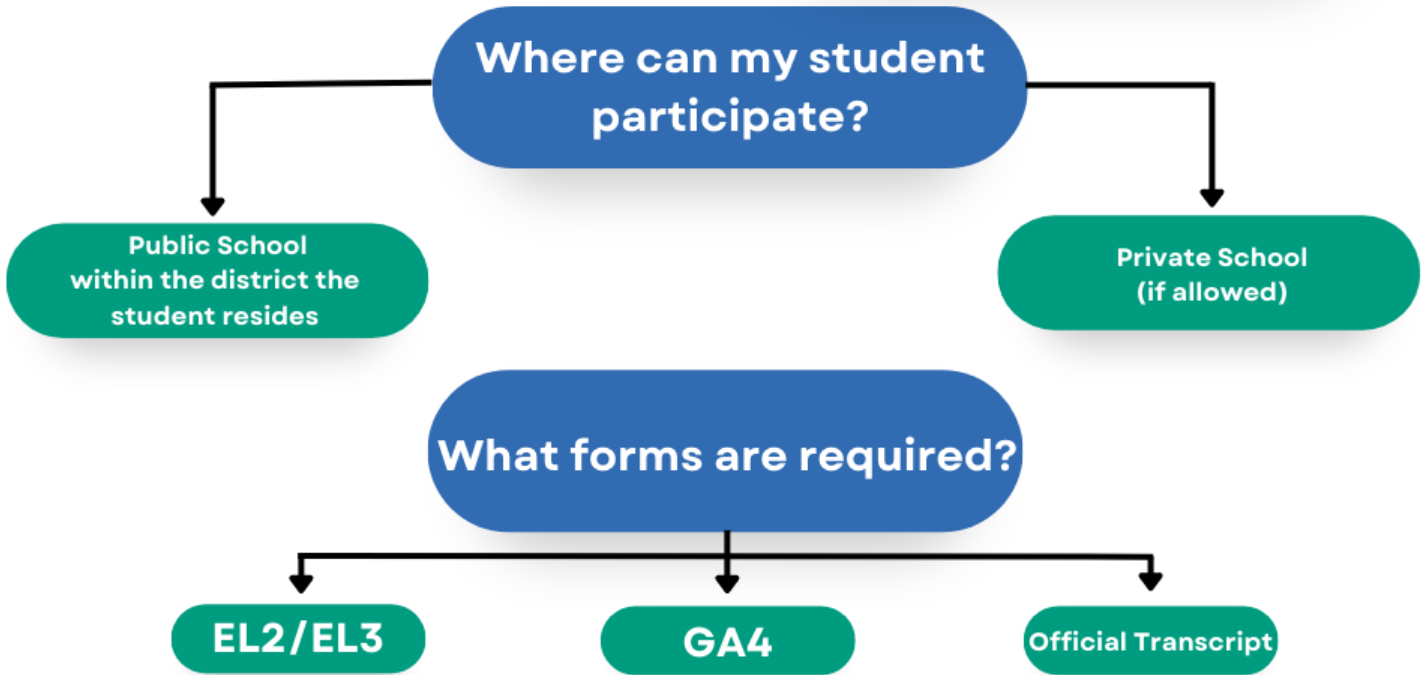 Where can my student
participate?
Public School
within the district the
student resides
Private School
(if allowed)
What forms are required?
EL2/EL3
GA4
Official Transcript